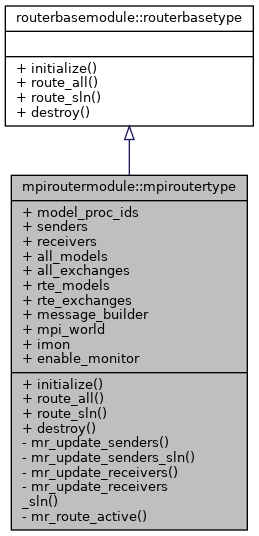 routerbasemodule::routerbasetype
+ initialize()
+ route_all()
+ route_sln()
+ destroy()
mpiroutermodule::mpiroutertype
+ model_proc_ids
+ senders
+ receivers
+ all_models
+ all_exchanges
+ rte_models
+ rte_exchanges
+ message_builder
+ mpi_world
+ imon
+ enable_monitor
+ initialize()
+ route_all()
+ route_sln()
+ destroy()
- mr_update_senders()
- mr_update_senders_sln()
- mr_update_receivers()
- mr_update_receivers
_sln()
- mr_route_active()